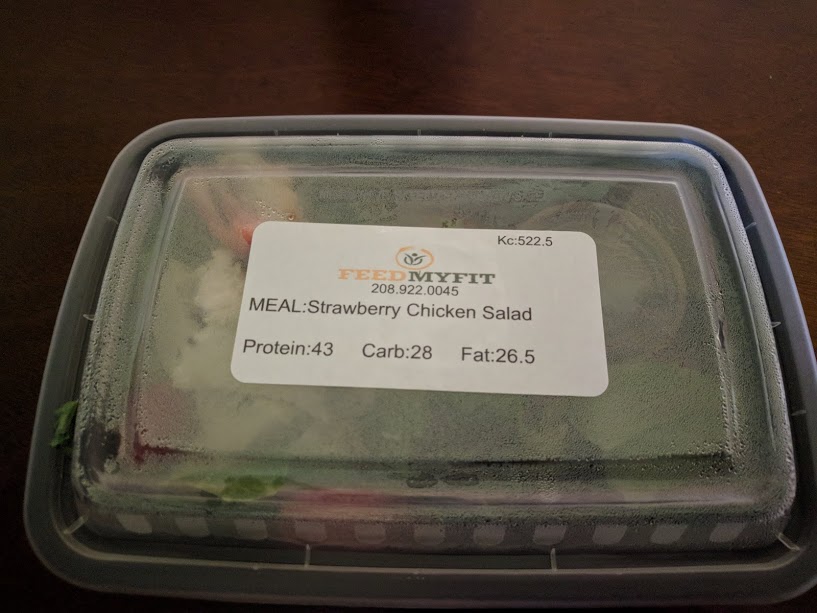 Kc:522.5
FEEDMYFIT
208.922.0045
MEAL:Strawberry Chicken Salad
Protein:43 Carb:28 Fat:26.5